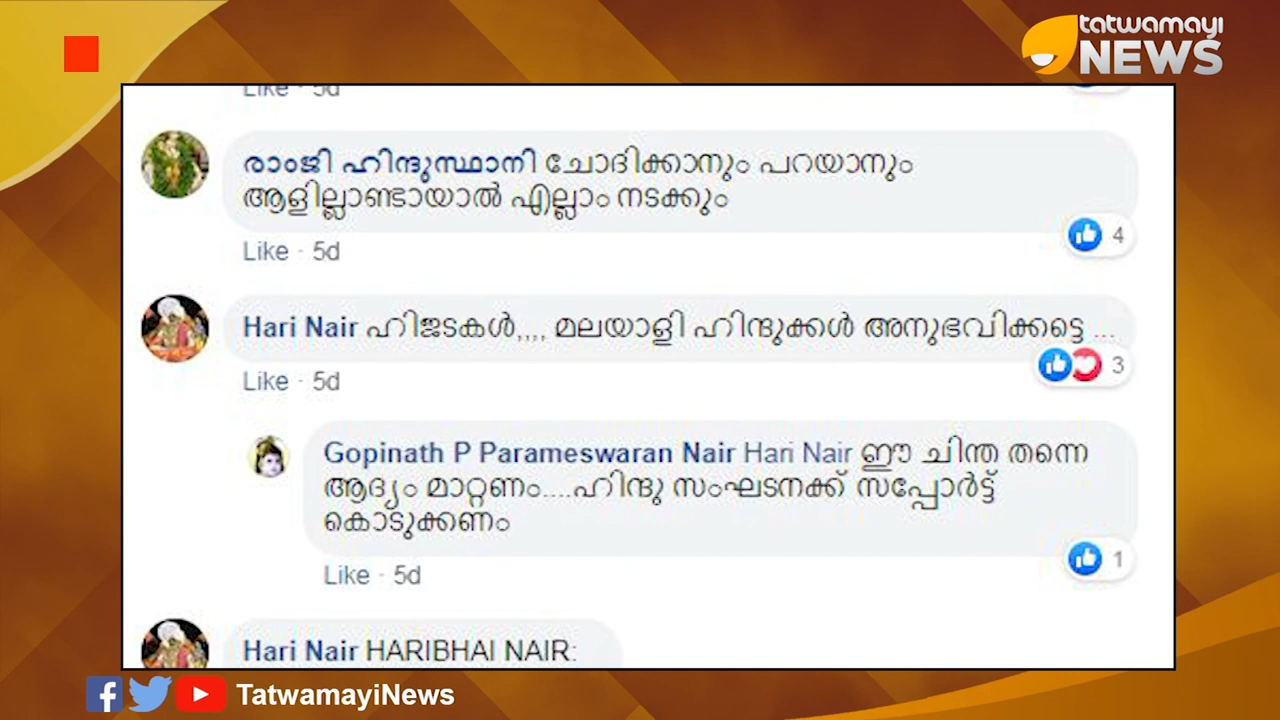 tatwamayi
NEWS
Like · 5d
രാംജി ഹിന്ദുസ്ഥാനി ചോദിക്കാനും പറയാനും
ആളില്ലാണ്ടായാൽ എല്ലാം നടക്കും
4
Like · 5d
Hari Nair ഹിജടകൾ,,,, മലയാളി ഹിന്ദുക്കൾ അനുഭവിക്കട്ടെ ...
3
Like · 5d
Gopinath P Parameswaran Nair Hari Nair ഈ ചിന്ത തന്നെ
ആദ്യം മാറ്റണം....ഹിന്ദു സംഘടനക്ക് സപ്പോർട്ട്
കൊടുക്കണം
1
Like · 5d
Hari Nair HARIBHAI NAIR:
TatwamayiNews